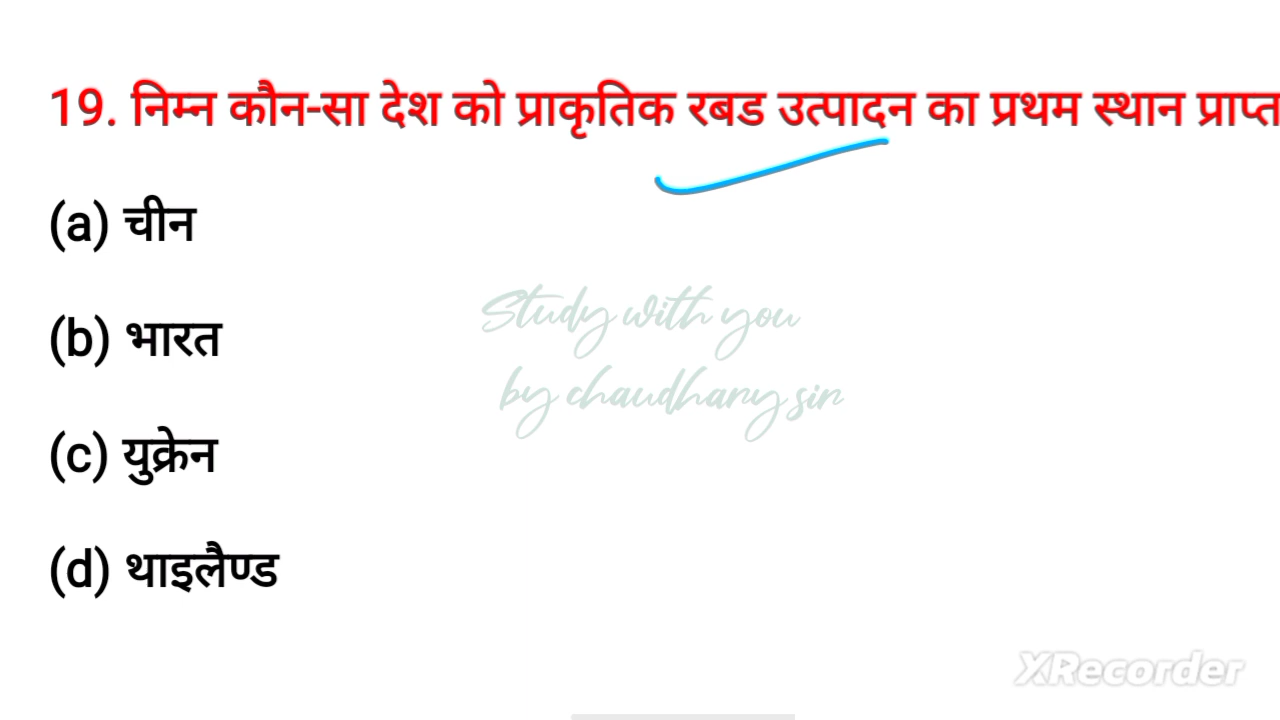 19. निम्न कौन-सा देश को प्राकृतिक रबड उत्पादन का प्रथम स्थान प्राप्त
(a) चीन
Study with you
(b) भारत
by chaudhary sir
(c) युक्रेन
(d) थाइलैण्ड
XRecorder